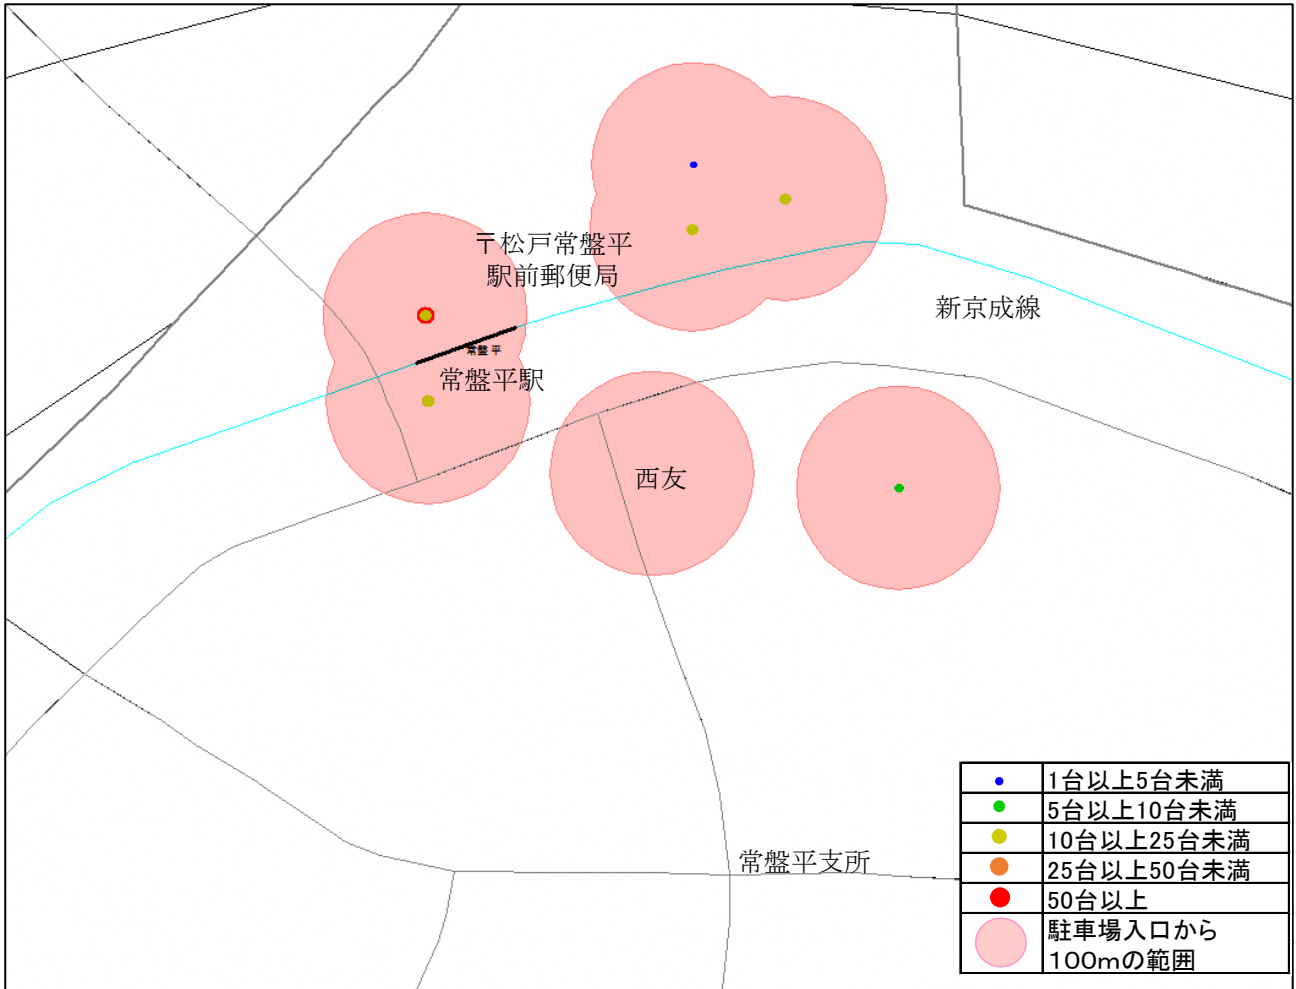 〒松戸常盤平
駅前郵便局
新京成線
常盤平
常盤平駅
西友
常盤平支所
1台以上5台未満
5台以上10台未満
10台以上25台未満
25台以上50台未満
50台以上
駐車場入口から
100mの範囲